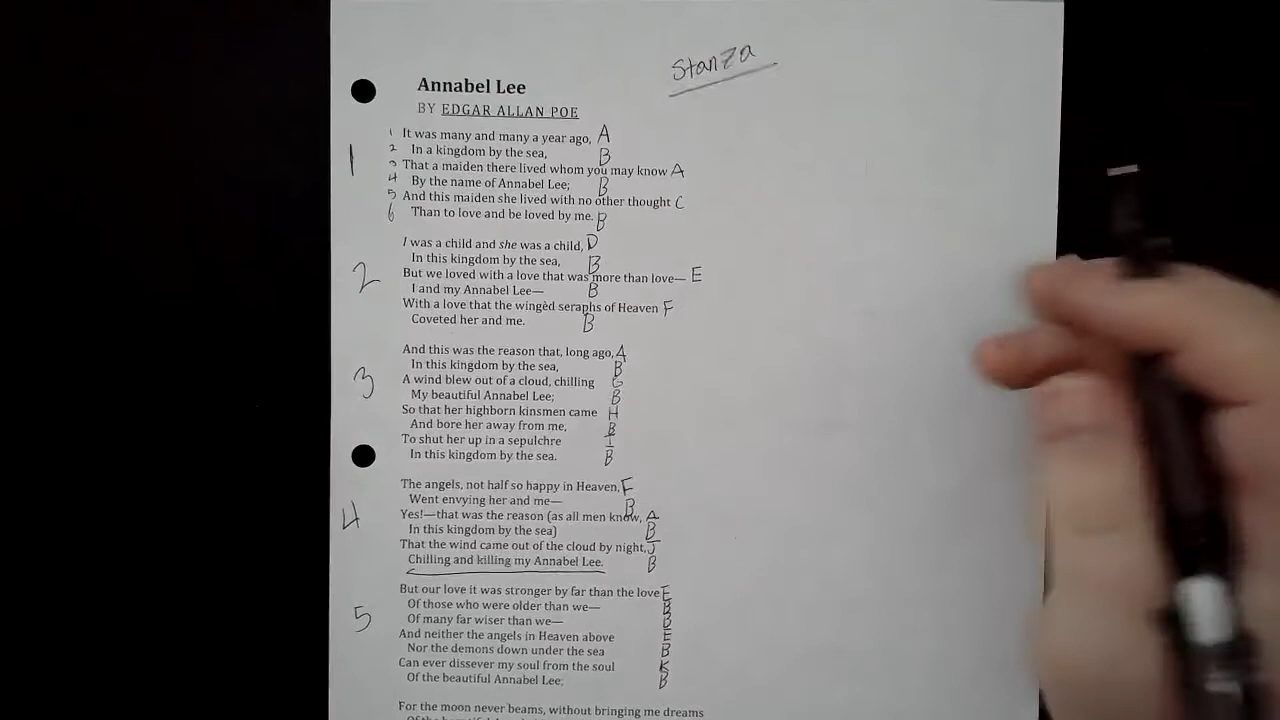 Stanza
Annabel Lee
BY EDGAR ALLAN POE
1 It was many and many a year ago, A
2 In a kingdom by the sea, B
1
3 That a maiden there lived whom you may know A
4 By the name of Annabel Lee; B
5 And this maiden she lived with no other thought C
6 Than to love and be loved by me. B
I was a child and she was a child, D
In this kingdom by the sea, B
2
But we loved with a love that was more than love— E
I and my Annabel Lee— B
With a love that the wingèd seraphs of Heaven F
Coveted her and me. B
And this was the reason that, long ago, A
In this kingdom by the sea, B
3
A wind blew out of a cloud, chilling G
My beautiful Annabel Lee; B
So that her highborn kinsmen came H
And bore her away from me, B
To shut her up in a sepulchre I
In this kingdom by the sea. B
The angels, not half so happy in Heaven, F
Went envying her and me— B
4
Yes!—that was the reason (as all men know, A
In this kingdom by the sea) B
That the wind came out of the cloud by night, J
Chilling and killing my Annabel Lee. B
But our love it was stronger by far than the love E
Of those who were older than we— B
5
Of many far wiser than we— B
And neither the angels in Heaven above E
Nor the demons down under the sea B
Can ever dissever my soul from the soul K
Of the beautiful Annabel Lee; B
For the moon never beams, without bringing me dreams